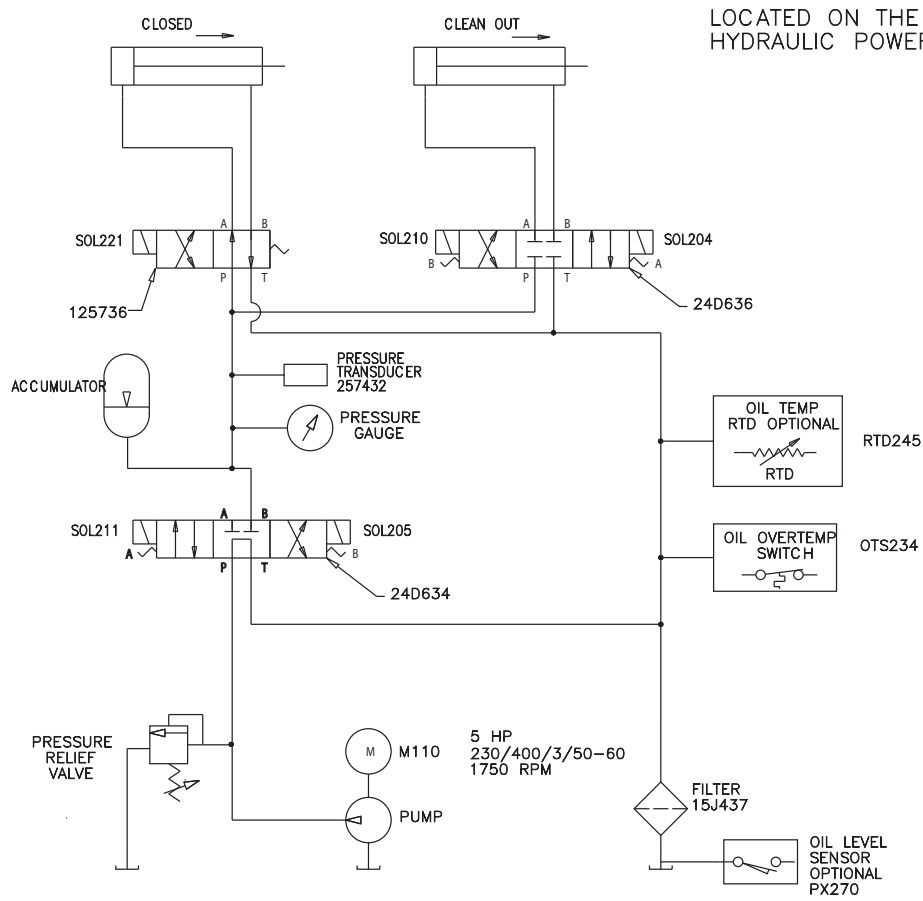 LOCATED ON THE
HYDRAULIC POWER
CLOSED
CLEAN OUT
A B
SOL221
P T
125736
A B
SOL210
SOL204
B
A
P T
24D636
ACCUMULATOR
PRESSURE
TRANSDUCER
257432
PRESSURE
GAUGE
OIL TEMP
RTD OPTIONAL
RTD
RTD245
A B
SOL211
SOL205
A
B
P T
24D634
OIL OVERTEMP
SWITCH
OTS234
PRESSURE
RELIEF
VALVE
M
M110
5 HP
230/400/3/50-60
1750 RPM
PUMP
FILTER
15J437
OIL LEVEL
SENSOR
OPTIONAL
PX270